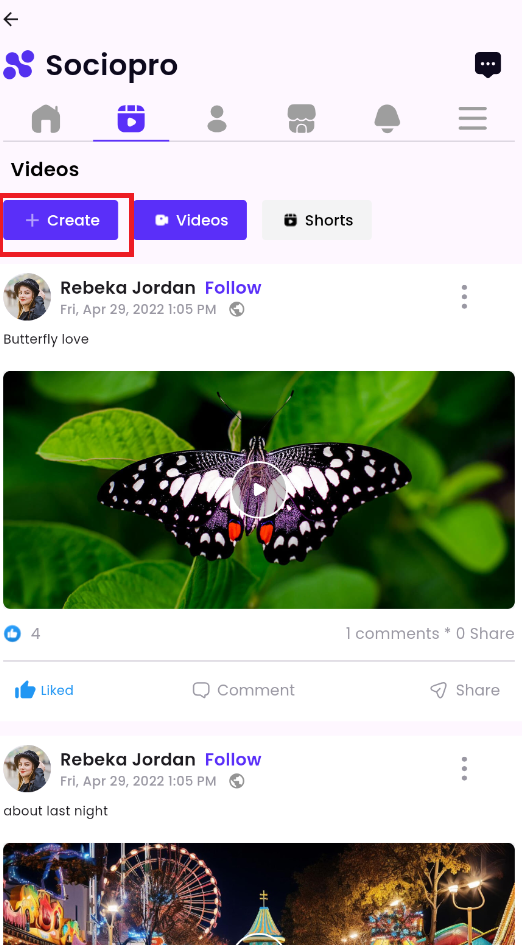 Sociopro
Videos
Create
Videos
Shorts
Rebeka Jordan Follow
Fri, Apr 29, 2022 1:05 PM
Butterfly love
4
1 comments * 0 Share
Liked
Comment
Share
Rebeka Jordan Follow
Fri, Apr 29, 2022 1:05 PM
about last night